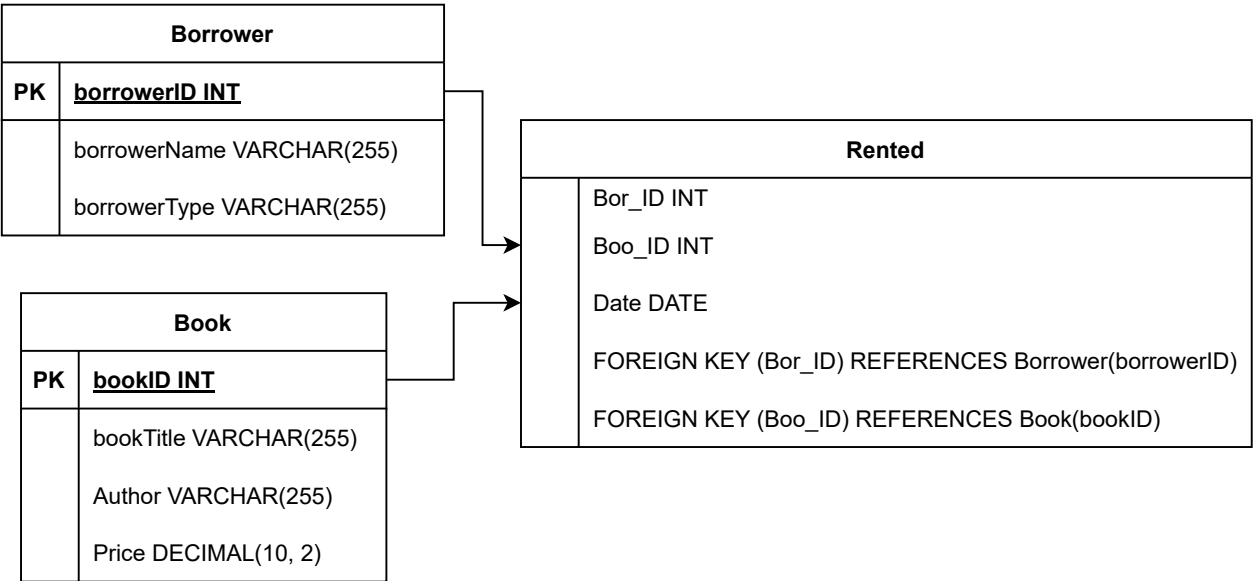 Borrower
PK borrowerID INT
borrowerName VARCHAR(255)
borrowerType VARCHAR(255)
Book
PK bookID INT
bookTitle VARCHAR(255)
Author VARCHAR(255)
Price DECIMAL(10, 2)
Rented
Bor_ID INT
Boo_ID INT
Date DATE
FOREIGN KEY (Bor_ID) REFERENCES Borrower(borrowerID)
FOREIGN KEY (Boo_ID) REFERENCES Book(bookID)